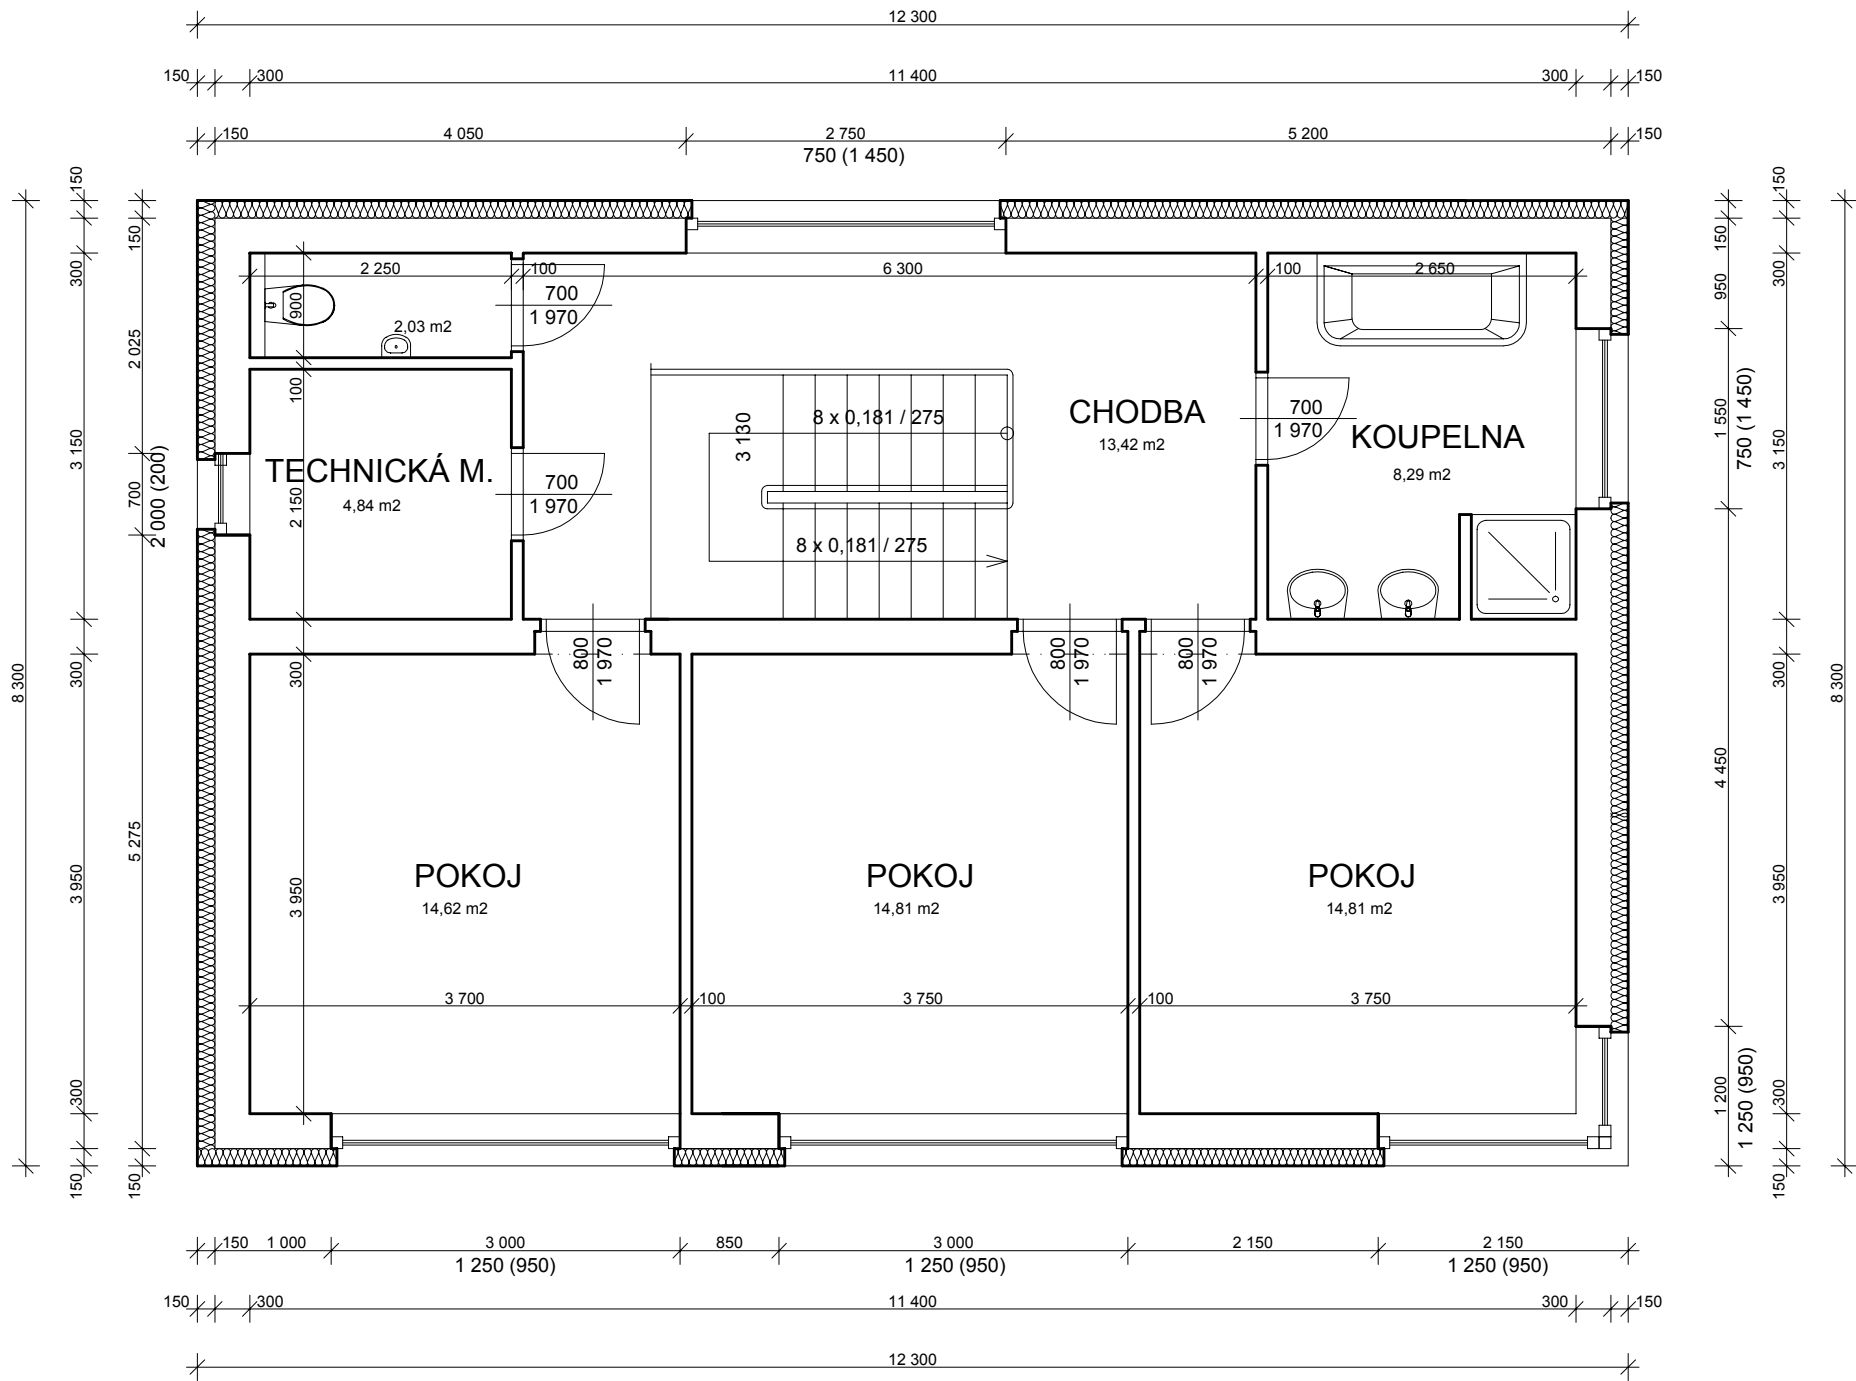 12 300
150 300 11 400 300 150
150 4 050 2 750 5 200 150
750 (1 450)
150 300 3 150 300 3 950 300 150
8 300
150 2 025 700 5 275 150
2 000 (200)
2 250 100 6 300 100 2 650
900
2,03 m2
700
1 970
100
TECHNICKÁ M.
4,84 m2
2 150
700
1 970
3 130
8 x 0,181 / 275
8 x 0,181 / 275
CHODBA
13,42 m2
700
1 970
KOUPELNA
8,29 m2
800
1 970
800
1 970
800
1 970
300
3 950
POKOJ
14,62 m2
POKOJ
14,81 m2
POKOJ
14,81 m2
3 700 100 3 750 100 3 750
150 950 1 550 4 450 1 200
750 (1 450)
1 250 (950)
150 300 3 150 300 3 950 300 150
8 300
150 1 000 3 000 850 3 000 2 150 2 150
1 250 (950) 1 250 (950) 1 250 (950)
150 300 11 400 300 150
12 300